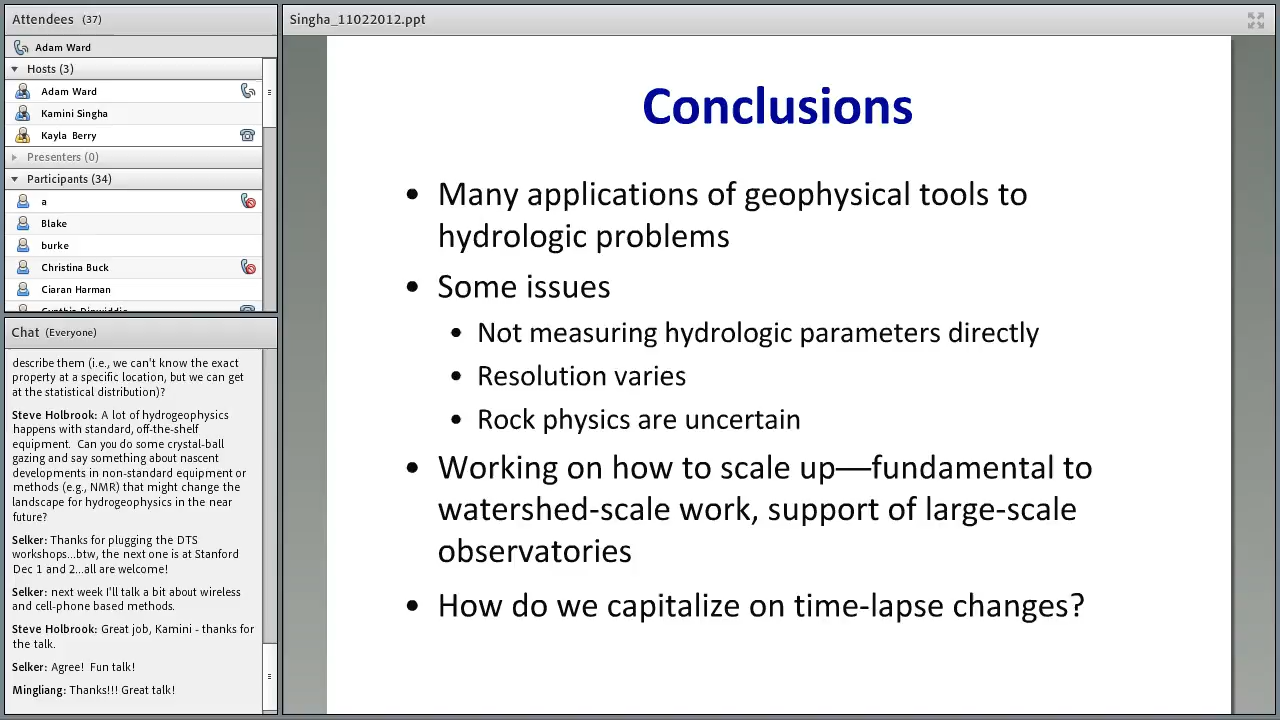 Attendees (37)
Adam Ward
Hosts (3)
Adam Ward
Kamini Singha
Kayla Berry
Presenters (0)
Participants (34)
a
Blake
burke
Christina Buck
Ciaran Harman
Chat (Everyone)
describe them (i.e., we can't know the exact
property at a specific location, but we can get
at the statistical distribution)?
Steve Holbrook: A lot of hydrogeophysics
happens with standard, off-the-shelf
equipment. Can you do some crystal-ball
gazing and say something about nascent
developments in non-standard equipment or
methods (e.g., NMR) that might change the
landscape for hydrogeophysics in the near
future?
Selker: Thanks for plugging the DTS
workshops...btw, the next one is at Stanford
Dec 1 and 2...all are welcome!
Selker: next week I'll talk a bit about wireless
and cell-phone based methods.
Steve Holbrook: Great job, Kamini - thanks for
the talk.
Selker: Agree! Fun talk!
Mingliang: Thanks!!! Great talk!
Singha_11022012.ppt
Conclusions
• Many applications of geophysical tools to
hydrologic problems
• Some issues
• Not measuring hydrologic parameters directly
• Resolution varies
• Rock physics are uncertain
• Working on how to scale up—fundamental to
watershed-scale work, support of large-scale
observatories
• How do we capitalize on time-lapse changes?